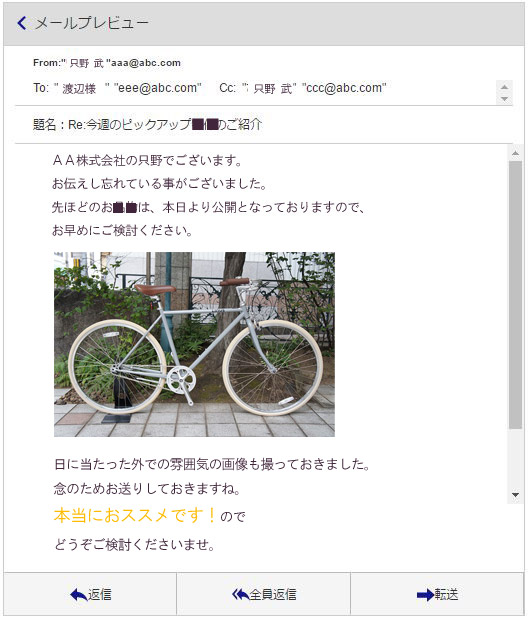 メールプレビュー
From:" 只野 武 "aaa@abc.com
To: " 渡辺様 " "eee@abc.com" Cc: " 只野 武" "ccc@abc.com"
題名：Re:今週のピックアップのご紹介
ＡＡ株式会社の只野でございます。
お伝えし忘れている事がございました。
先ほどのおは、本日より公開となっておりますので、
お早めにご検討ください。
日に当たった外での雰囲気の画像も撮っておきました。
念のためお送りしておきますね。
本当におススメです！ので
どうぞご検討くださいませ。
返信 全員返信 転送